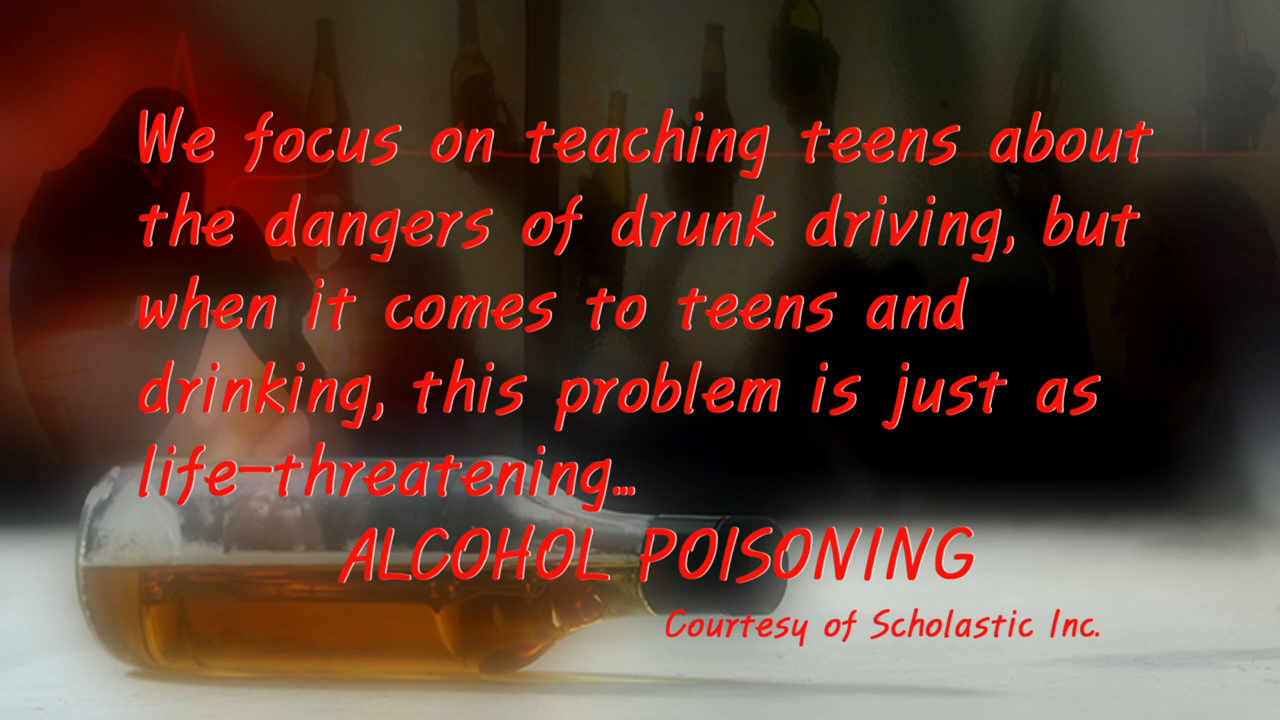 We focus on teaching teens about
the dangers of drunk driving, but
when it comes to teens and
drinking, this problem is just as
life-threatening...
ALCOHOL POISONING
Courtesy of Scholastic Inc.